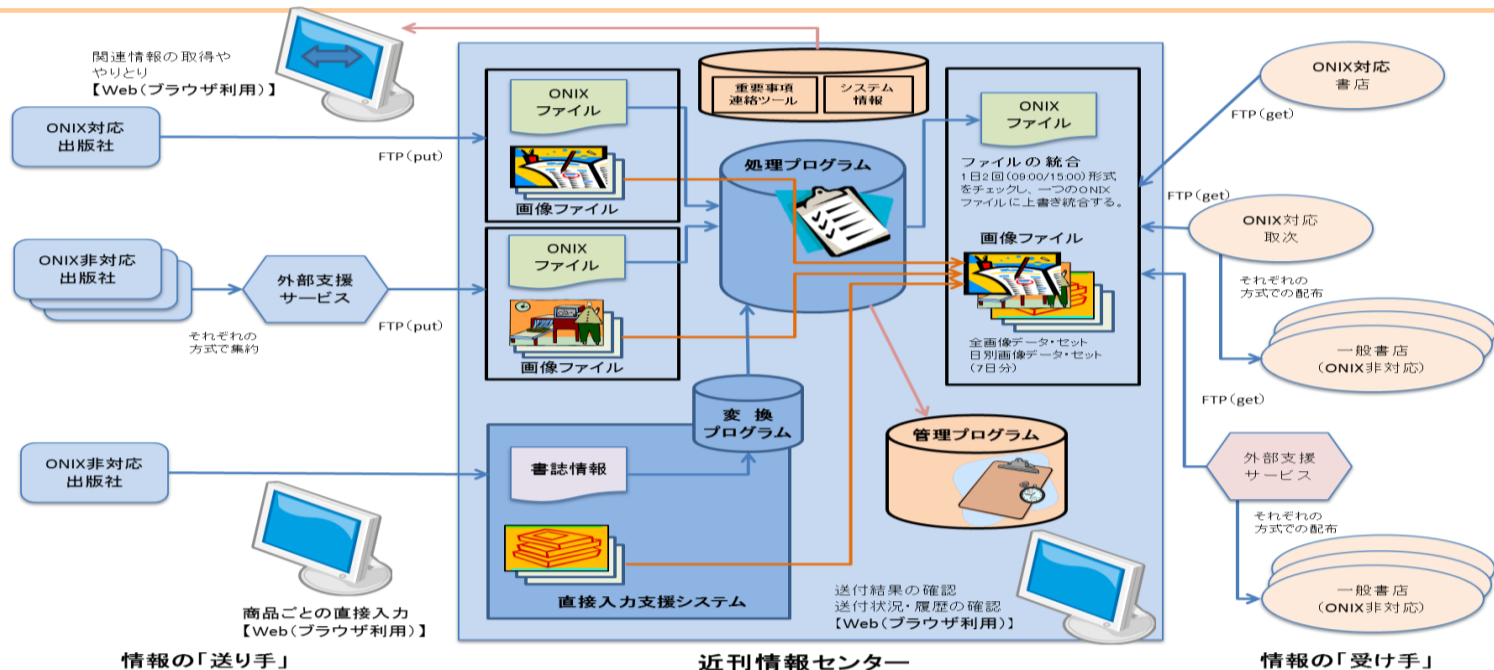 関連情報の取得や
やりとり
【Web(ブラウザ利用)】
ONIX対応
出版社
FTP(put)
ONIX非対応
出版社
それぞれの
方式で集約
外部支援
サービス
FTP(put)
ONIX非対応
出版社
商品ごとの直接入力
【Web(ブラウザ利用)】
情報の「送り手」
ONIX
ファイル
画像ファイル
ONIX
ファイル
画像ファイル
書誌情報
直接入力支援システム
変 換
プログラム
重要事項
連絡ツール
システム
情報
処理プログラム
管理プログラム
送付結果の確認
送付状況・履歴の確認
【Web(ブラウザ利用)】
ONIX
ファイル
ファイルの統合
1日2回(09:00/15:00)形式
をチェックし、一つのONIX
ファイルに上書き統合する。
画像ファイル
全画像データ・セット
日別画像データ・セット
(7日分)
近刊情報センター
ONIX対応
書店
FTP(get)
FTP(get)
ONIX対応
取次
それぞれの
方式での配布
一般書店
(ONIX非対応)
FTP(get)
外部支援
サービス
それぞれの
方式での配布
一般書店
(ONIX非対応)
情報の「受け手」